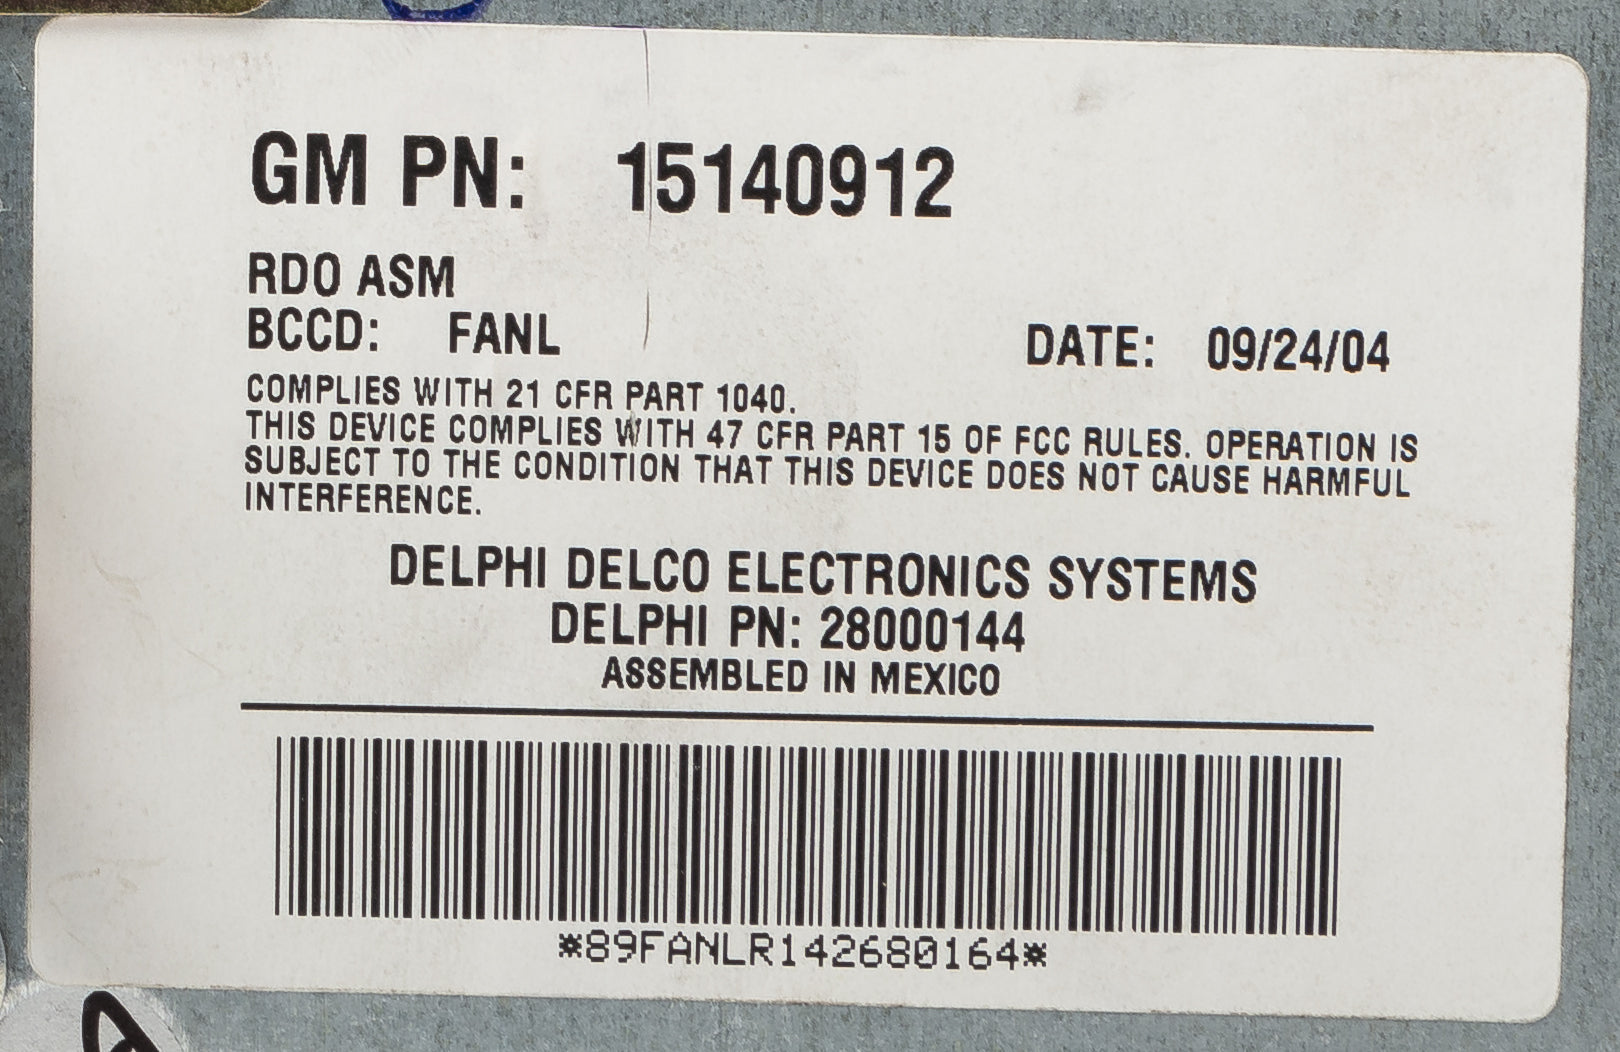 GM PN: 15140912
RDO ASM
BCCD: FANL DATE: 09/24/04
COMPLIES WITH 21 CFR PART 1040.
THIS DEVICE COMPLIES WITH 47 CFR PART 15 OF FCC RULES. OPERATION IS
SUBJECT TO THE CONDITION THAT THIS DEVICE DOES NOT CAUSE HARMFUL
INTERFERENCE.
DELPHI DELCO ELECTRONICS SYSTEMS
DELPHI PN: 28000144
ASSEMBLED IN MEXICO
*89FANLR142680164*